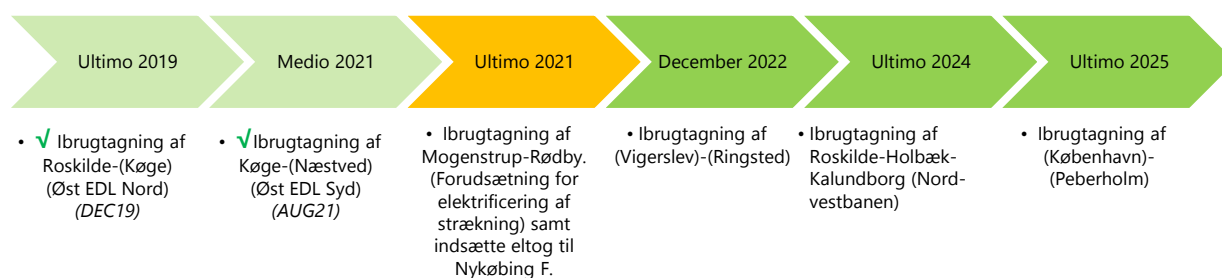 Ultimo 2019
Medio 2021
Ultimo 2021
December 2022
Ultimo 2024
Ultimo 2025
• √ Ibrugtagning af
Roskilde-(Køge)
(Øst EDL Nord)
(DEC19)
• √Ibrugtagning af
Køge-(Næstved)
(Øst EDL Syd)
(AUG21)
• Ibrugtagning af
Mogenstrup-Rødby.
(Forudsætning for
elektrificering af
strækning) samt
indsætte eltog til
Nykøbing F.
• Ibrugtagning af
(Vigerslev)-(Ringsted)
• Ibrugtagning af
Roskilde-Holbæk-
Kalundborg (Nord-
vestbanen)
• Ibrugtagning af
(København)-
(Peberholm)